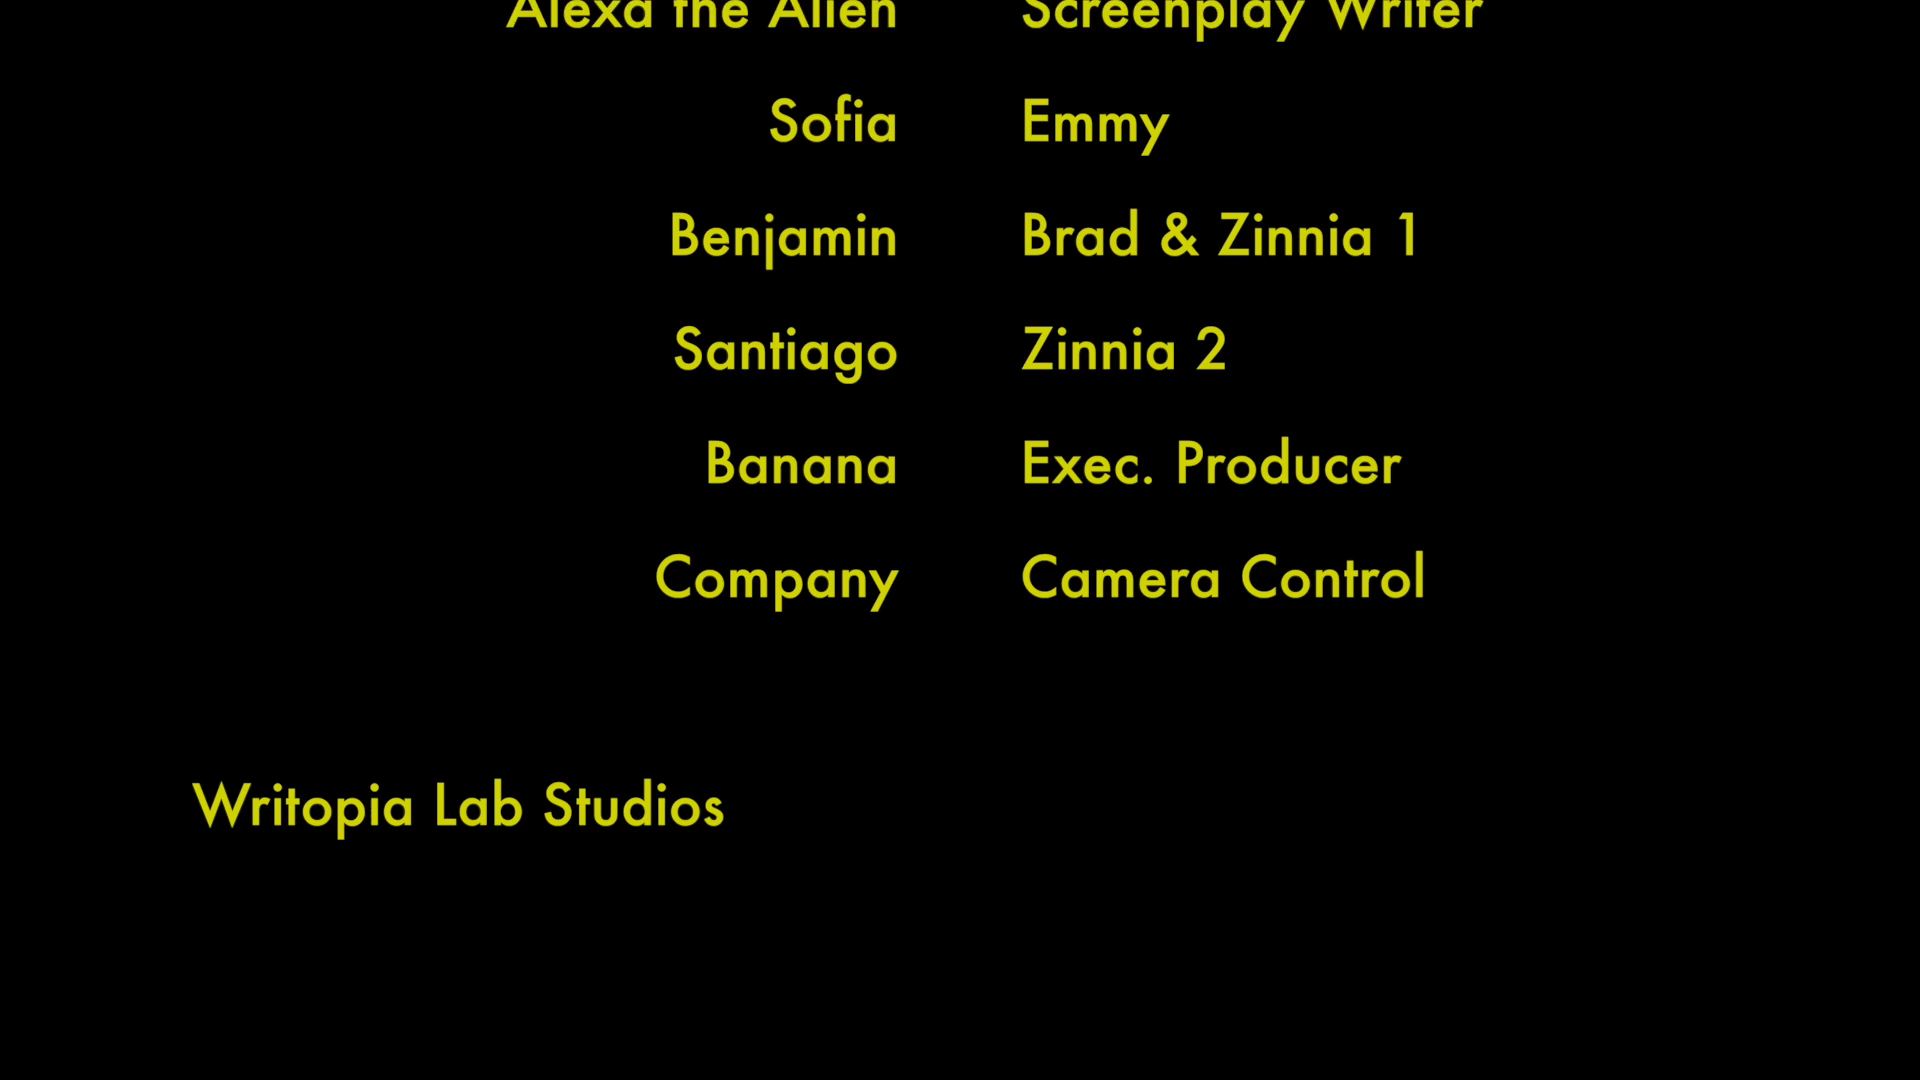 Alexa the Alien Screenplay Writer
Sofia Emmy
Benjamin Brad & Zinnia 1
Santiago Zinnia 2
Banana Exec. Producer
Company Camera Control
Writopia Lab Studios